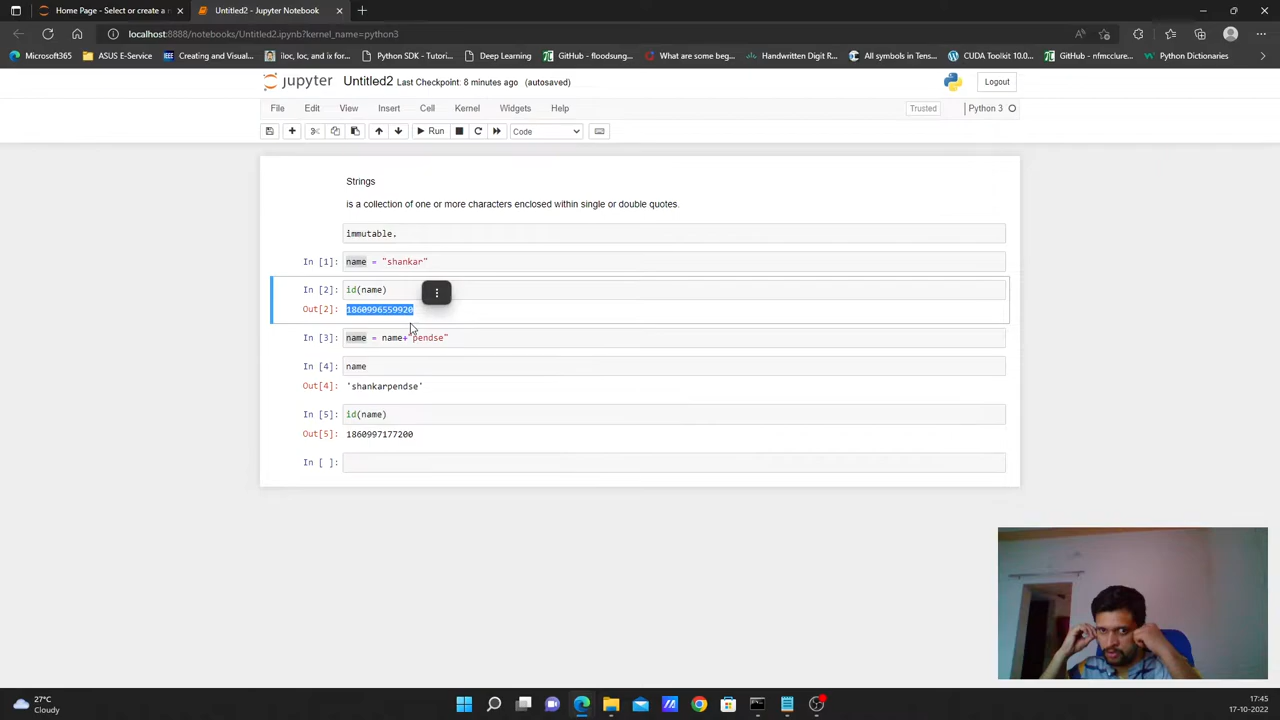 Home Page - Select or create a n
Untitled2 - Jupyter Notebook
localhost:8888/notebooks/Untitled2.ipynb?kernel_name=python3
Microsoft365
ASUS E-Service
Creating and Visual...
iloc, loc, and ix for...
Python SDK - Tutori...
Deep Learning
GitHub - floodsung...
What are some beg...
Handwritten Digit R...
All symbols in Tens...
CUDA Toolkit 10.0...
GitHub - nfmcclure...
Python Dictionaries
jupyter Untitled2 Last Checkpoint: 8 minutes ago (autosaved)
Logout
File Edit View Insert Cell Kernel Widgets Help
Trusted
Python 3
Run
Code
Strings
is a collection of one or more characters enclosed within single or double quotes.
immutable.
In [1]: name = "shankar"
In [2]: id(name)
Out[2]: 1860996559920
In [3]: name = name+"pendse"
In [4]: name
Out[4]: 'shankarpendse'
In [5]: id(name)
Out[5]: 1860997177200
In [ ]:
27°C
Cloudy
17:45
17-10-2022